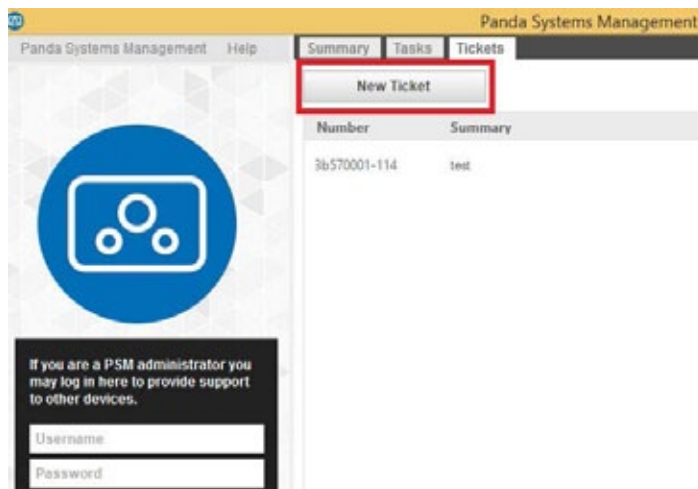 Panda Systems Management
Panda Systems Management Help
Summary Tasks Tickets
New Ticket
Number Summary
3b570001-114 test
If you are a PSM administrator you
may log in here to provide support
to other devices.
Username
Password